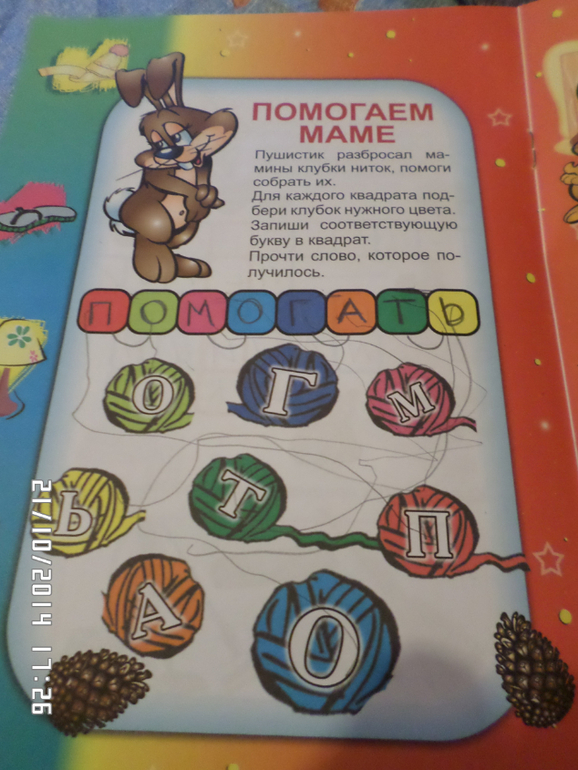 ПОМОГАЕМ
МАМЕ
Пушистик разбросал ма-
мины клубки ниток, помоги
собрать их.
Для каждого квадрата под-
бери клубок нужного цвета.
Запиши соответствующую
букву в квадрат.
Прочти слово, которое по-
лучилось.
ПОМОГАТЬ
О Г М
Ь Т П
А О
21/01/2014 17:26